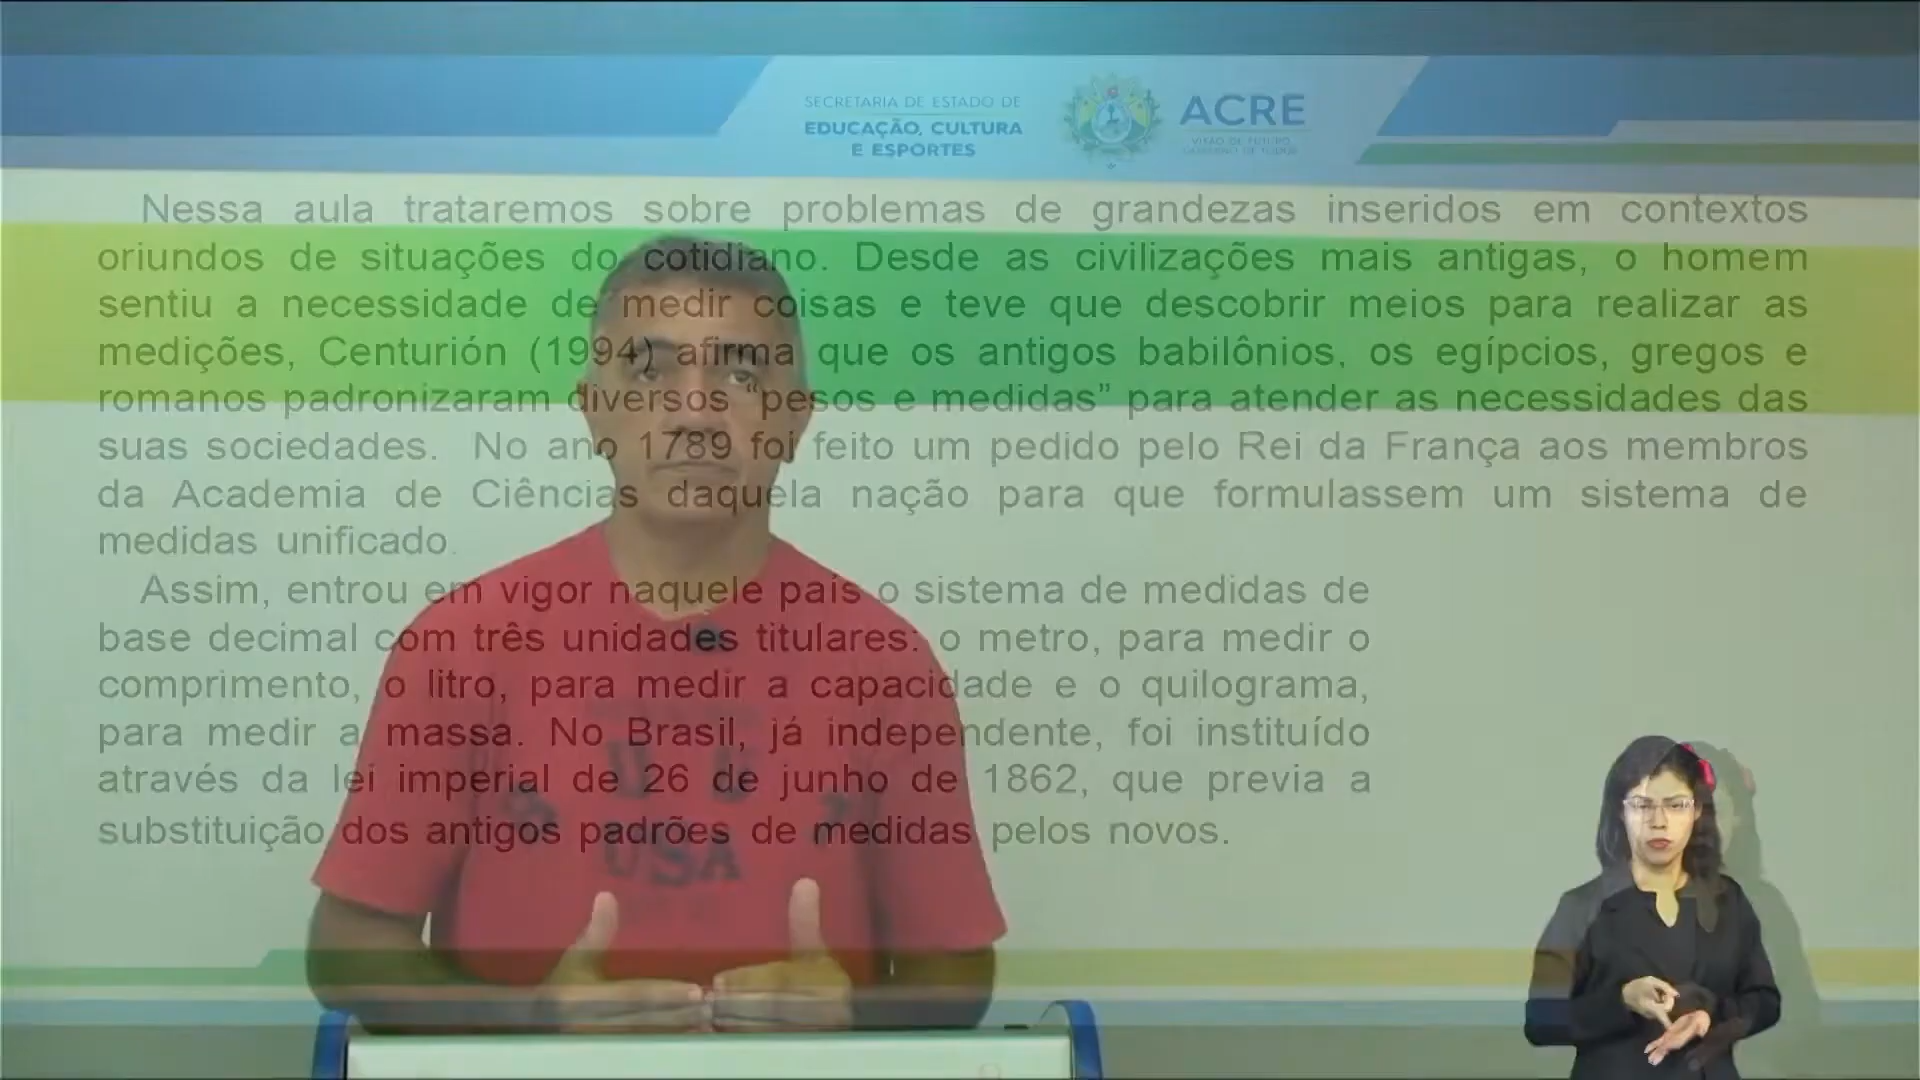 SECRETARIA DE ESTADO DE
EDUCAÇÃO, CULTURA
E ESPORTES
ACRE
Nessa aula trataremos sobre problemas de grandezas inseridos em contextos
oriundos de situações do cotidiano. Desde as civilizações mais antigas, o homem
sentiu a necessidade de medir coisas e teve que descobrir meios para realizar as
medições, Centurión (1994) afirma que os antigos babilônios, os egípcios, gregos e
romanos padronizaram diversos “pesos e medidas” para atender as necessidades das
suas sociedades. No ano 1789 foi feito um pedido pelo Rei da França aos membros
da Academia de Ciências daquela nação para que formulassem um sistema de
medidas unificado.
Assim, entrou em vigor naquele país o sistema de medidas de
base decimal com três unidades titulares: o metro, para medir o
comprimento, o litro, para medir a capacidade e o quilograma,
para medir a massa. No Brasil, já independente, foi instituído
através da lei imperial de 26 de junho de 1862, que previa a
substituição dos antigos padrões de medidas pelos novos.
USA